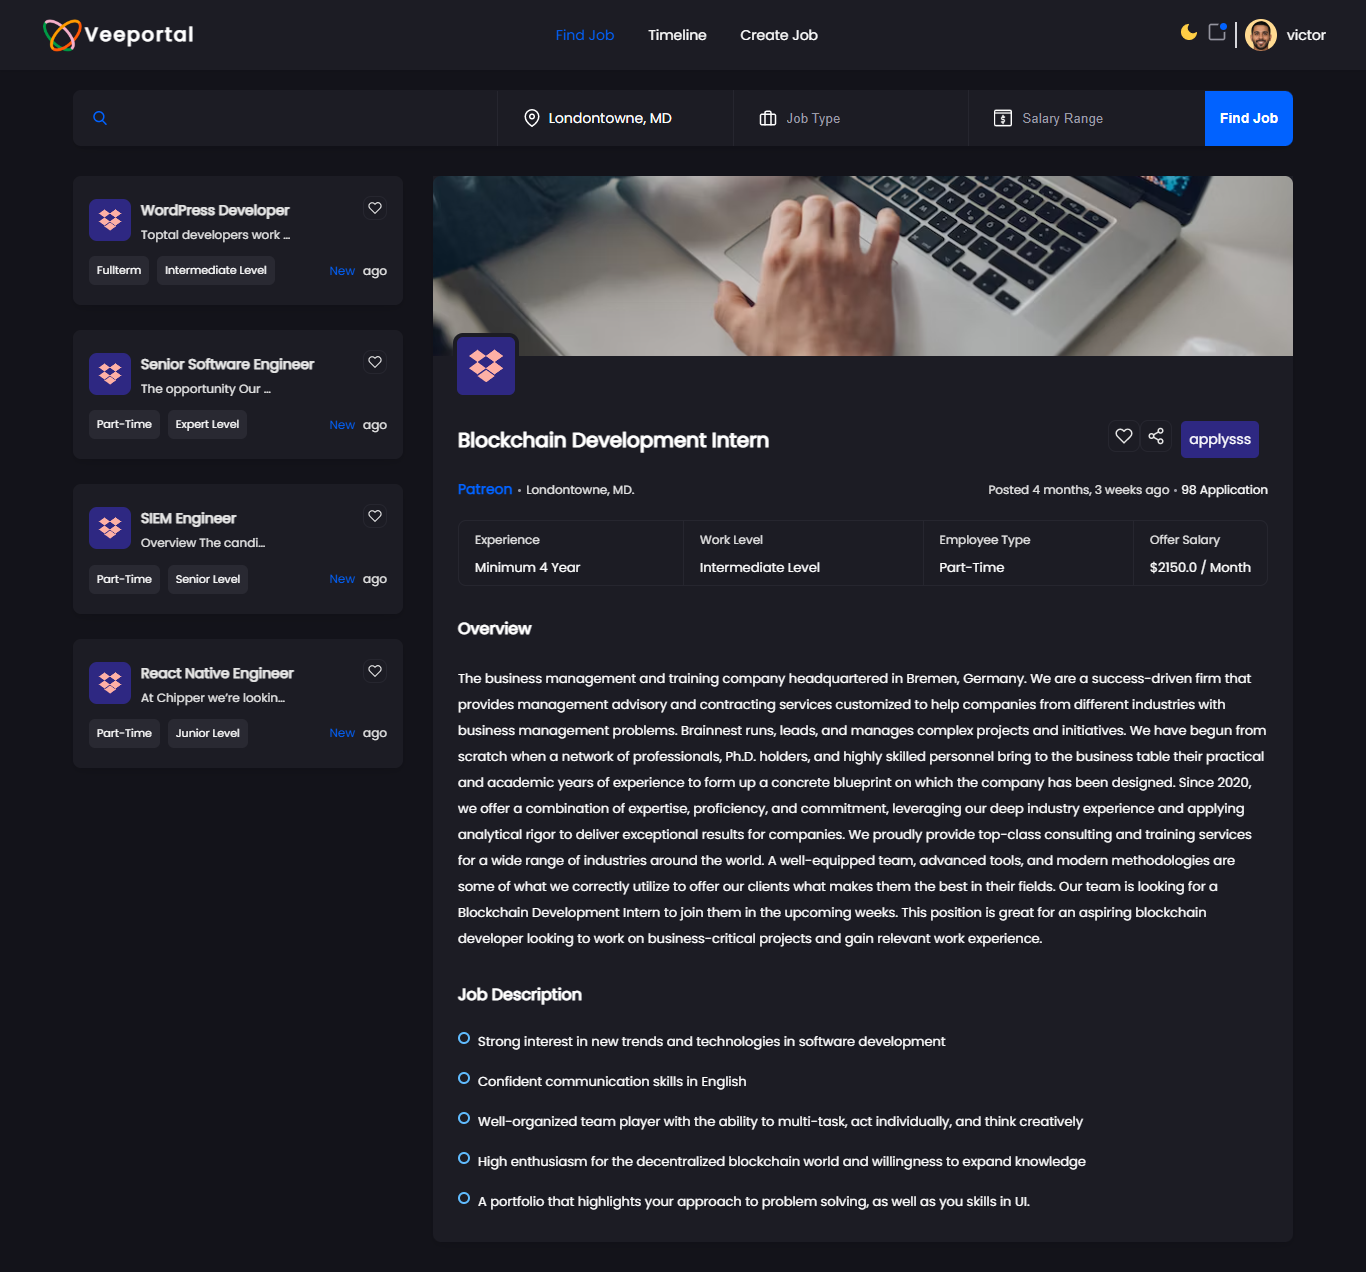 Veeportal
Find Job
Timeline
Create Job
victor
Londontowne, MD
Job Type
Salary Range
Find Job
WordPress Developer
Toptal developers work ...
Fullterm
Intermediate Level
New ago
Senior Software Engineer
The opportunity Our ...
Part-Time
Expert Level
New ago
SIEM Engineer
Overview The candi...
Part-Time
Senior Level
New ago
React Native Engineer
At Chipper we’re lookin...
Part-Time
Junior Level
New ago
Blockchain Development Intern
applysss
Patreon • Londontowne, MD.
Posted 4 months, 3 weeks ago • 98 Application
Experience
Minimum 4 Year
Work Level
Intermediate Level
Employee Type
Part-Time
Offer Salary
$2150.0 / Month
Overview
The business management and training company headquartered in Bremen, Germany. We are a success-driven firm that
provides management advisory and contracting services customized to help companies from different industries with
business management problems. Brainnest runs, leads, and manages complex projects and initiatives. We have begun from
scratch when a network of professionals, Ph.D. holders, and highly skilled personnel bring to the business table their practical
and academic years of experience to form up a concrete blueprint on which the company has been designed. Since 2020,
we offer a combination of expertise, proficiency, and commitment, leveraging our deep industry experience and applying
analytical rigor to deliver exceptional results for companies. We proudly provide top-class consulting and training services
for a wide range of industries around the world. A well-equipped team, advanced tools, and modern methodologies are
some of what we correctly utilize to offer our clients what makes them the best in their fields. Our team is looking for a
Blockchain Development Intern to join them in the upcoming weeks. This position is great for an aspiring blockchain
developer looking to work on business-critical projects and gain relevant work experience.
Job Description
Strong interest in new trends and technologies in software development
Confident communication skills in English
Well-organized team player with the ability to multi-task, act individually, and think creatively
High enthusiasm for the decentralized blockchain world and willingness to expand knowledge
A portfolio that highlights your approach to problem solving, as well as you skills in UI.